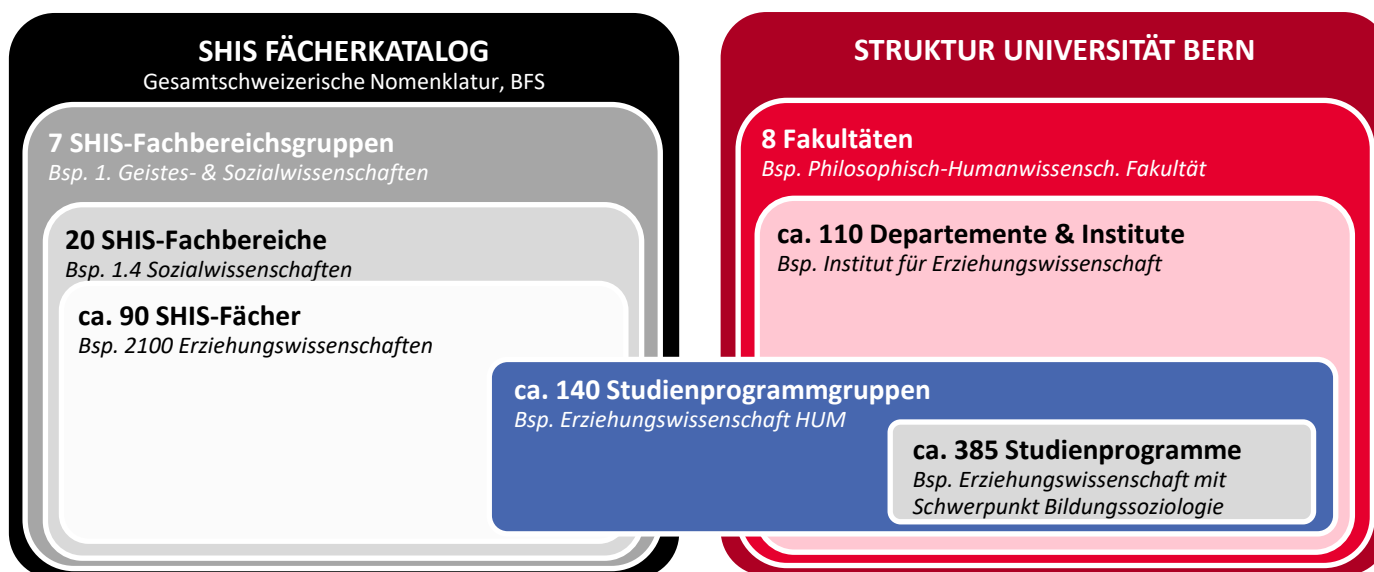 SHIS FÄCHERKATALOG
Gesamtschweizerische Nomenklatur, BFS
7 SHIS-Fachbereichsgruppen
Bsp. 1. Geistes- & Sozialwissenschaften
20 SHIS-Fachbereiche
Bsp. 1.4 Sozialwissenschaften
ca. 90 SHIS-Fächer
Bsp. 2100 Erziehungswissenschaften
STRUKTUR UNIVERSITÄT BERN
8 Fakultäten
Bsp. Philosophisch-Humanwissensch. Fakultät
ca. 110 Departemente & Institute
Bsp. Institut für Erziehungswissenschaft
ca. 140 Studienprogrammgruppen
Bsp. Erziehungswissenschaft HUM
ca. 385 Studienprogramme
Bsp. Erziehungswissenschaft mit
Schwerpunkt Bildungssoziologie